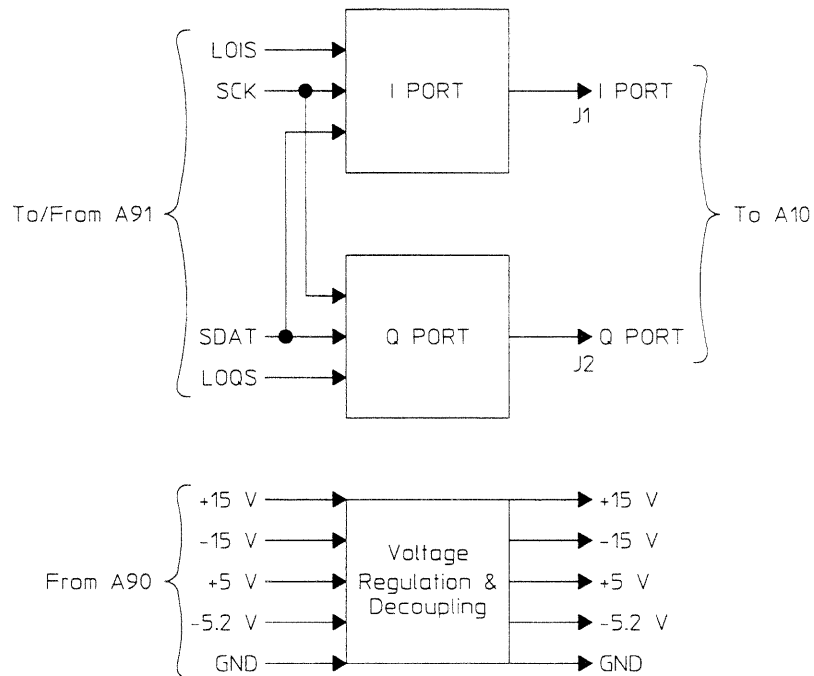 LOIS
SCK
I PORT
I PORT
J1
To/From A91
To A10
SDAT
Q PORT
Q PORT
J2
LOQS
+15 V
+15 V
-15 V
-15 V
Voltage
Regulation &
Decoupling
From A90
+5 V
+5 V
-5.2 V
-5.2 V
GND
GND